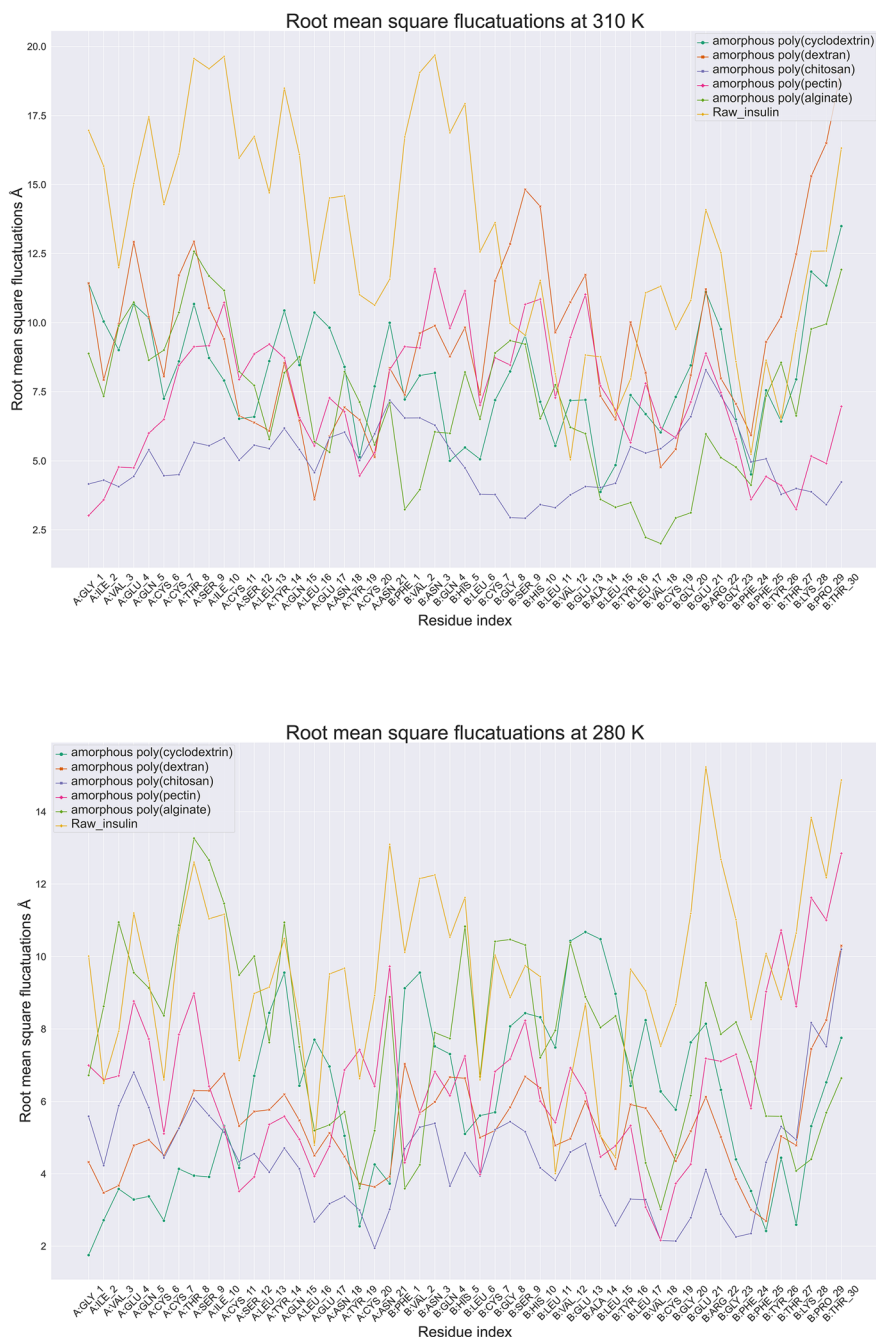 Root mean square flucatuations at 310 K
amorphous poly(cyclodextrin)
amorphous poly(dextran)
amorphous poly(chitosan)
amorphous poly(pectin)
amorphous poly(alginate)
Raw_insulin
Root mean square flucatuations Å
20.0
17.5
15.0
12.5
10.0
7.5
5.0
2.5
A:GLY_1
A:ILE_2
A:VAL_3
A:GLU_4
A:GLN_5
A:CYS_6
A:CYS_7
A:THR_8
A:SER_9
A:ILE_10
A:CYS_11
A:SER_12
A:LEU_13
A:TYR_14
A:GLN_15
A:LEU_16
A:GLU_17
A:ASN_18
A:TYR_19
A:CYS_20
A:ASN_21
B:PHE_1
B:VAL_2
B:ASN_3
B:GLN_4
B:HIS_5
B:LEU_6
B:CYS_7
B:GLY_8
B:SER_9
B:HIS_10
B:LEU_11
B:VAL_12
B:GLU_13
B:ALA_14
B:LEU_15
B:TYR_16
B:LEU_17
B:VAL_18
B:CYS_19
B:GLY_20
B:GLU_21
B:ARG_22
B:GLY_23
B:PHE_24
B:PHE_25
B:TYR_26
B:THR_27
B:LYS_28
B:PRO_29
B:THR_30
Residue index
Root mean square flucatuations at 280 K
amorphous poly(cyclodextrin)
amorphous poly(dextran)
amorphous poly(chitosan)
amorphous poly(pectin)
amorphous poly(alginate)
Raw_insulin
Root mean square flucatuations Å
14
12
10
8
6
4
2
A:GLY_1
A:ILE_2
A:VAL_3
A:GLU_4
A:GLN_5
A:CYS_6
A:CYS_7
A:THR_8
A:SER_9
A:ILE_10
A:CYS_11
A:SER_12
A:LEU_13
A:TYR_14
A:GLN_15
A:LEU_16
A:GLU_17
A:ASN_18
A:TYR_19
A:CYS_20
A:ASN_21
B:PHE_1
B:VAL_2
B:ASN_3
B:GLN_4
B:HIS_5
B:LEU_6
B:CYS_7
B:GLY_8
B:SER_9
B:HIS_10
B:LEU_11
B:VAL_12
B:GLU_13
B:ALA_14
B:LEU_15
B:TYR_16
B:LEU_17
B:VAL_18
B:CYS_19
B:GLY_20
B:GLU_21
B:ARG_22
B:GLY_23
B:PHE_24
B:PHE_25
B:TYR_26
B:THR_27
B:LYS_28
B:PRO_29
B:THR_30
Residue index